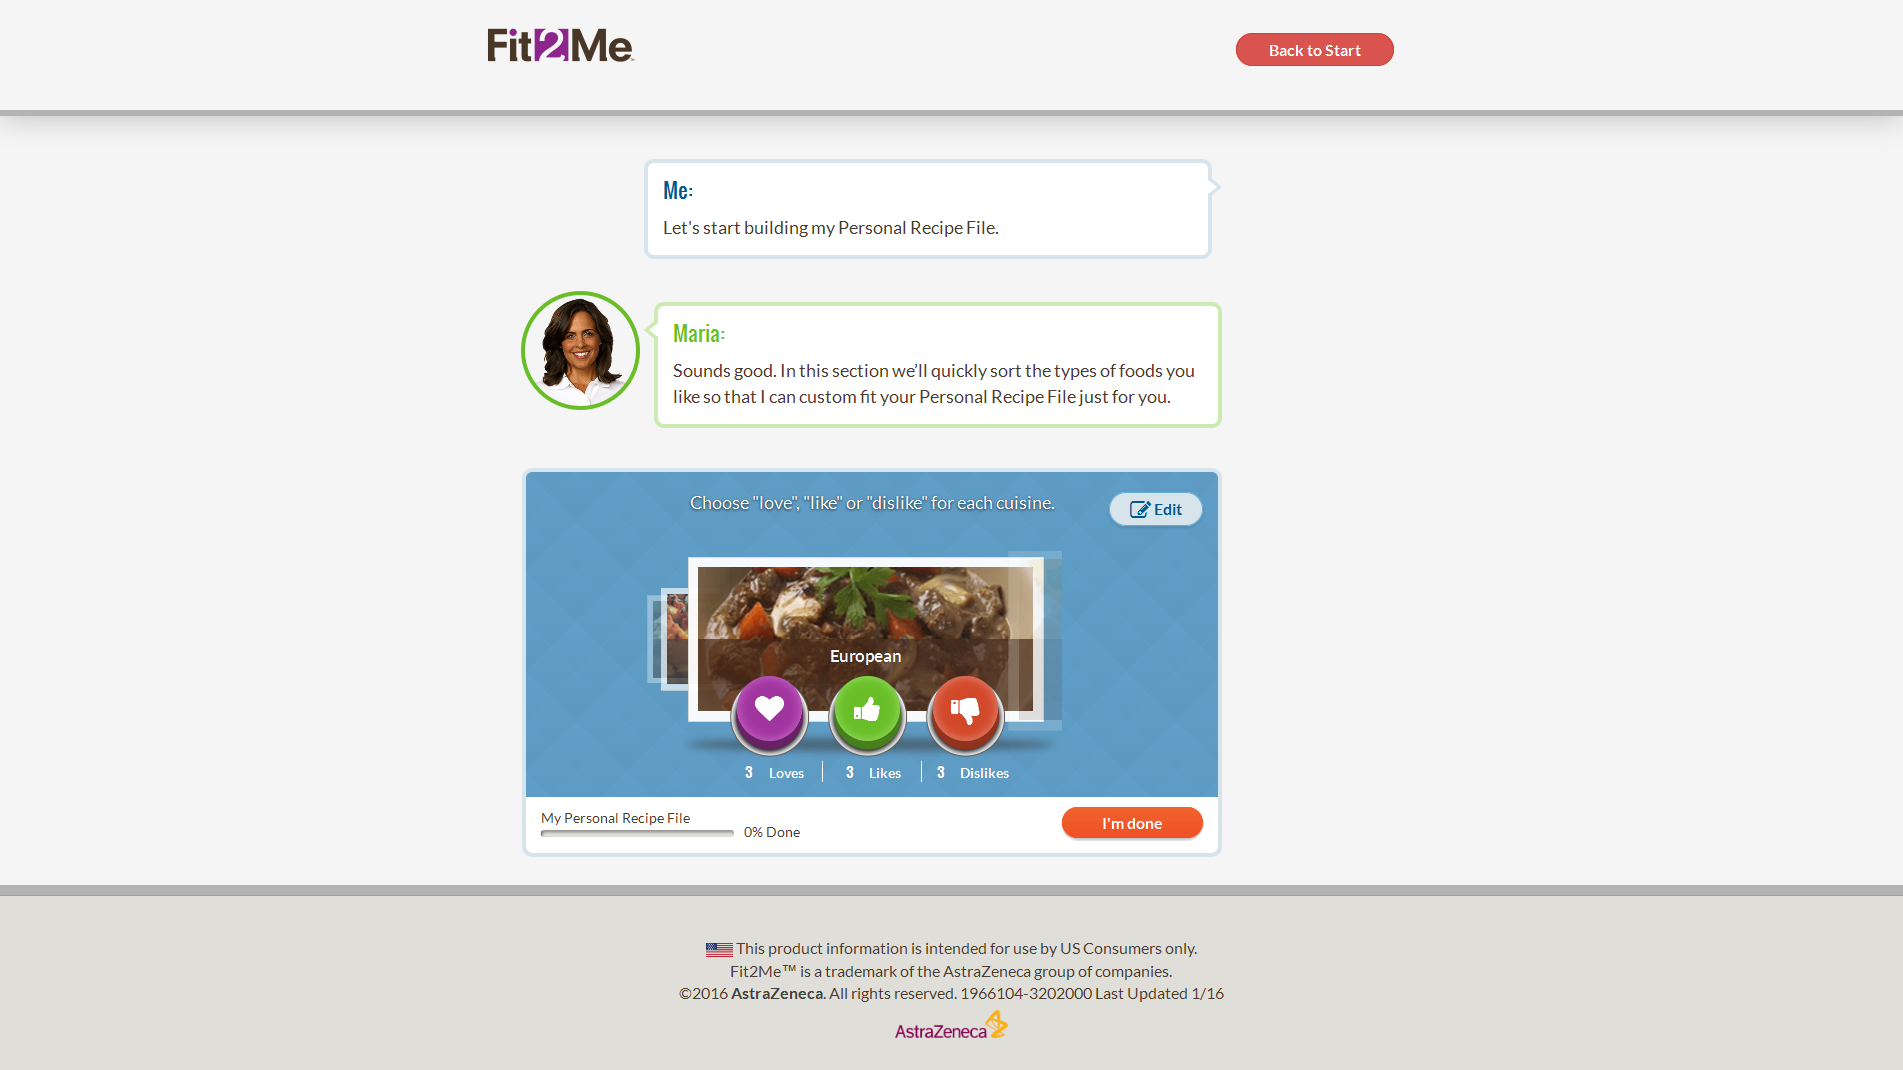 Fit2Me™
Back to Start
Me:
Let's start building my Personal Recipe File.
Maria:
Sounds good. In this section we’ll quickly sort the types of foods you
like so that I can custom fit your Personal Recipe File just for you.
Choose "love", "like" or "dislike" for each cuisine.
Edit
European
3 Loves
3 Likes
3 Dislikes
My Personal Recipe File
0% Done
I'm done
This product information is intended for use by US Consumers only.
Fit2Me™ is a trademark of the AstraZeneca group of companies.
©2016 AstraZeneca. All rights reserved. 1966104-3202000 Last Updated 1/16
AstraZeneca